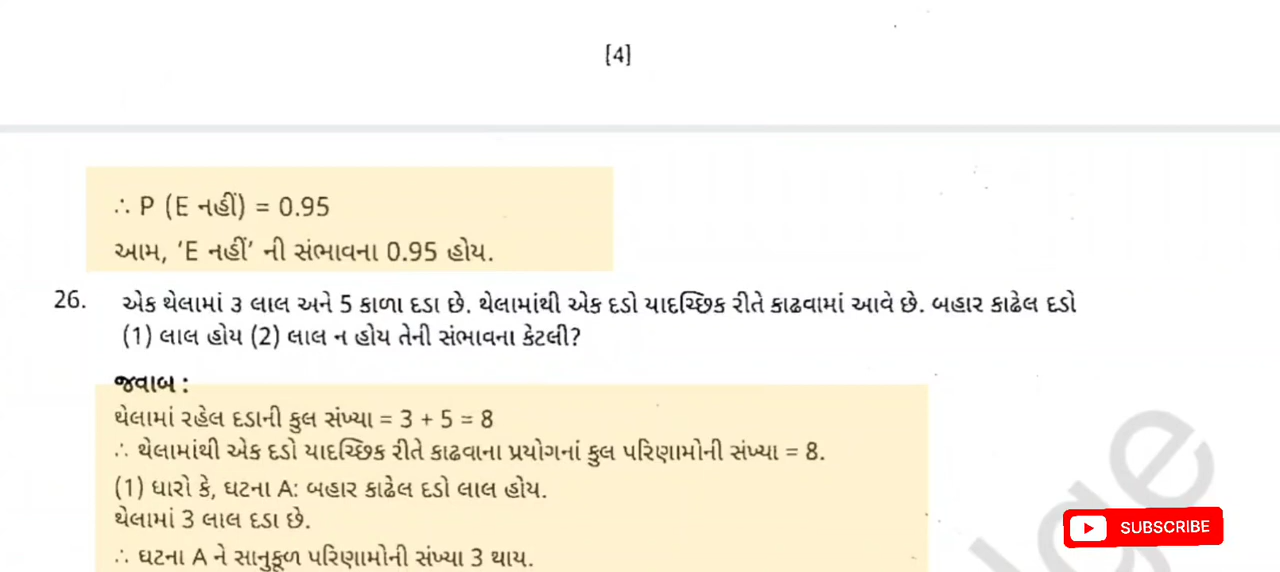 [4]
∴ P (E નહીં) = 0.95
આમ, ‘E નહીં’ ની સંભાવના 0.95 હોય.
26. એક થેલામાં 3 લાલ અને 5 કાળા દડા છે. થેલામાંથી એક દડો યાદચ્છિક રીતે કાઢવામાં આવે છે. બહાર કાઢેલ દડો
(1) લાલ હોય (2) લાલ ન હોય તેની સંભાવના કેટલી?
જવાબ :
થેલામાં રહેલ દડાની કુલ સંખ્યા = 3 + 5 = 8
∴ થેલામાંથી એક દડો યાદચ્છિક રીતે કાઢવાના પ્રયોગનાં કુલ પરિણામોની સંખ્યા = 8.
(1) ધારો કે, ઘટના A: બહાર કાઢેલ દડો લાલ હોય.
થેલામાં 3 લાલ દડા છે.
SUBSCRIBE
∴ ઘટના A ને સાનુકૂળ પરિણામોની સંખ્યા 3 થાય.